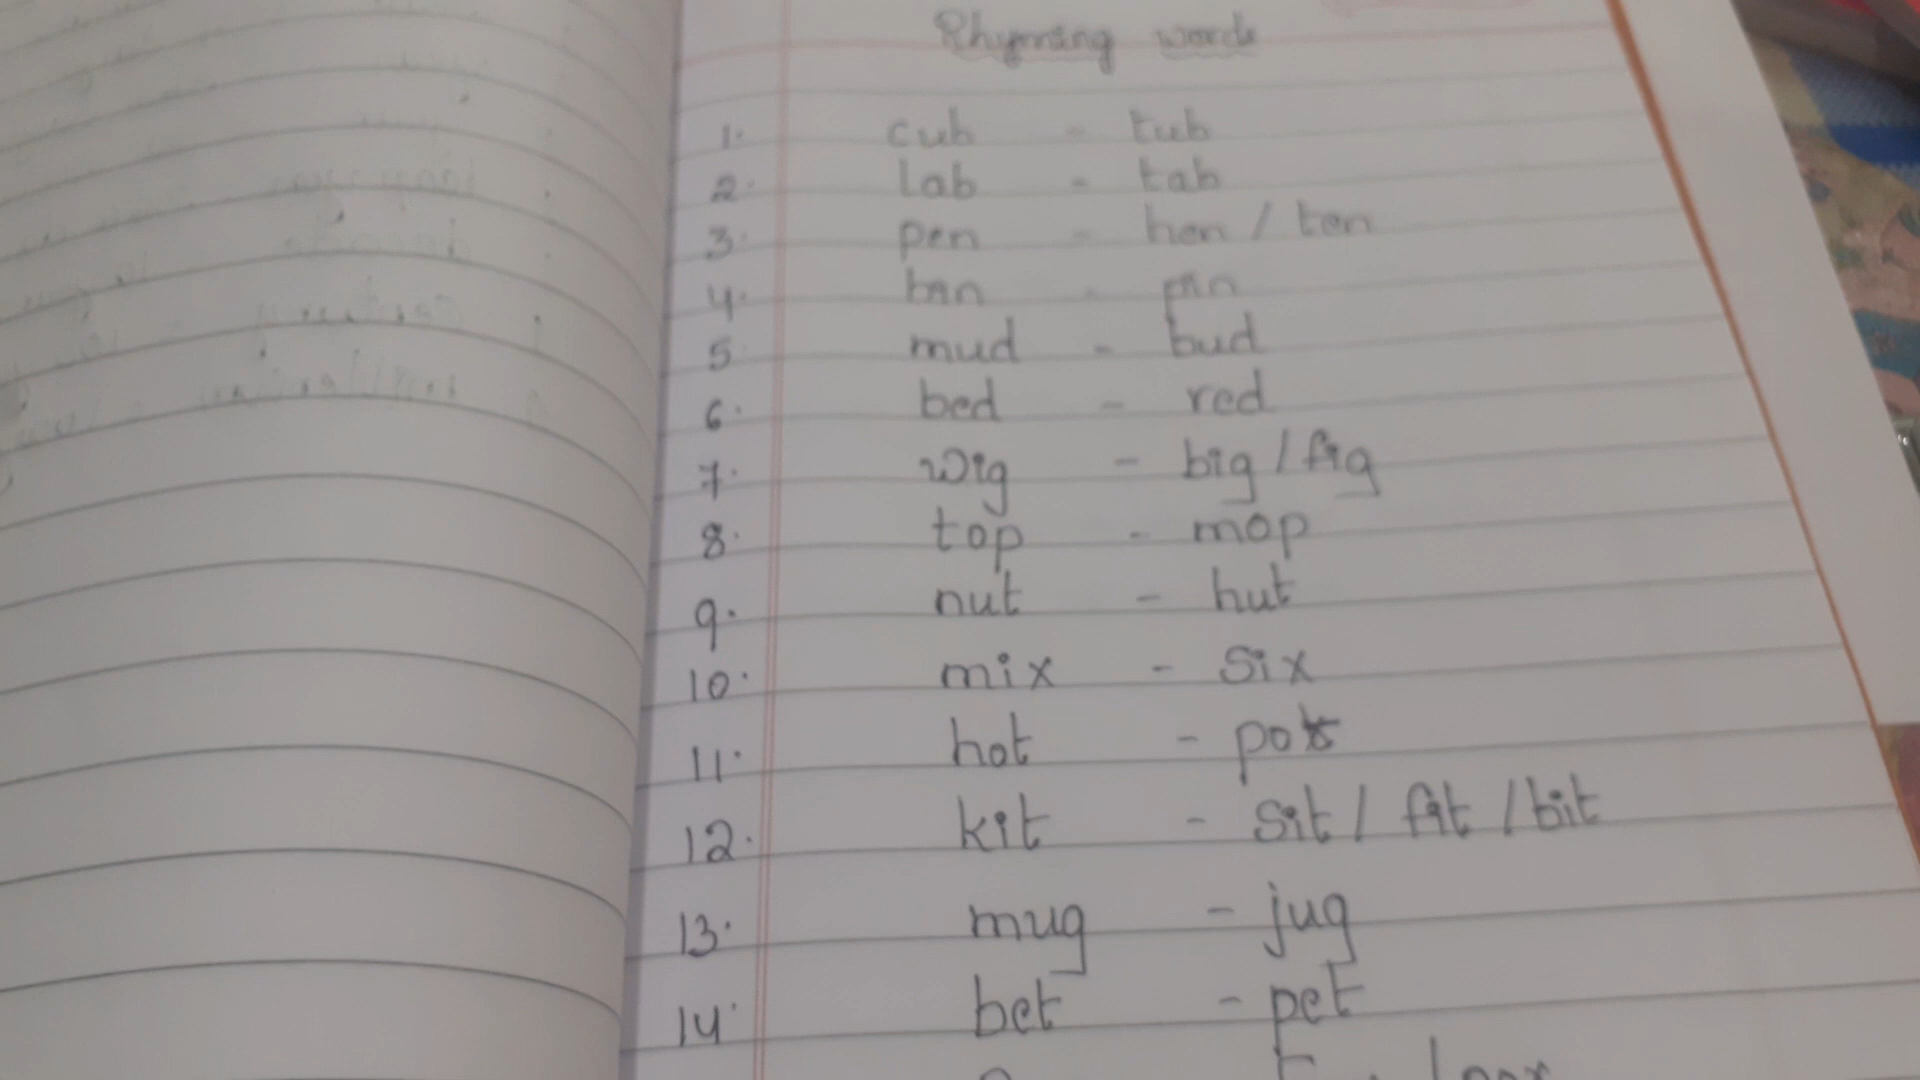 Rhyming words
1. cub - tub
2. lab - tab
3. pen - hen / ten
4. - 
5. mud - bud
6. bed - red
7. wig - big / fig
8. top - mop
9. nut - hut
10. mix - six
11. hot - pot
12. kit - sit / fit / bit
13. mug - jug
14. bet - pet